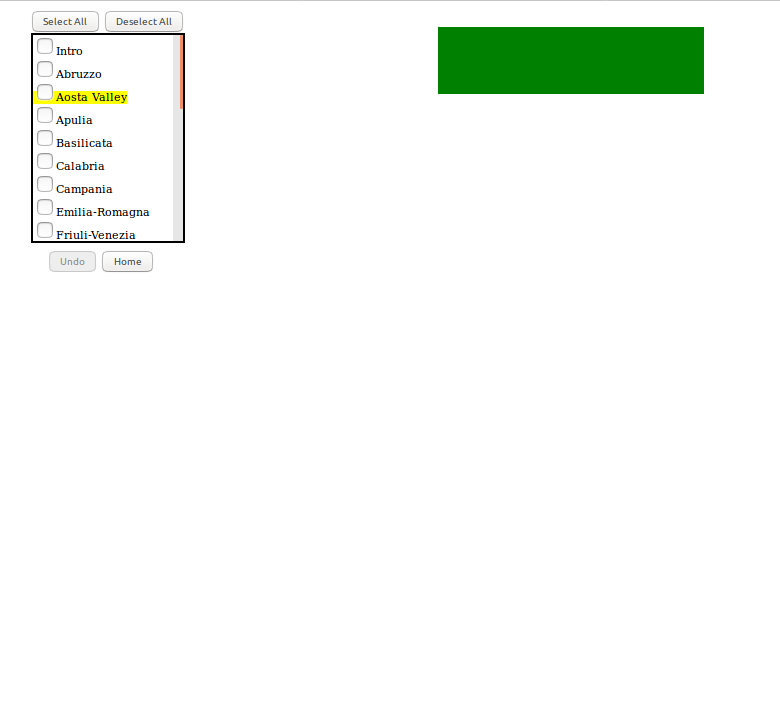 Select All Deselect All
Intro
Abruzzo
Aosta Valley
Apulia
Basilicata
Calabria
Campania
Emilia-Romagna
Friuli-Venezia
Undo Home